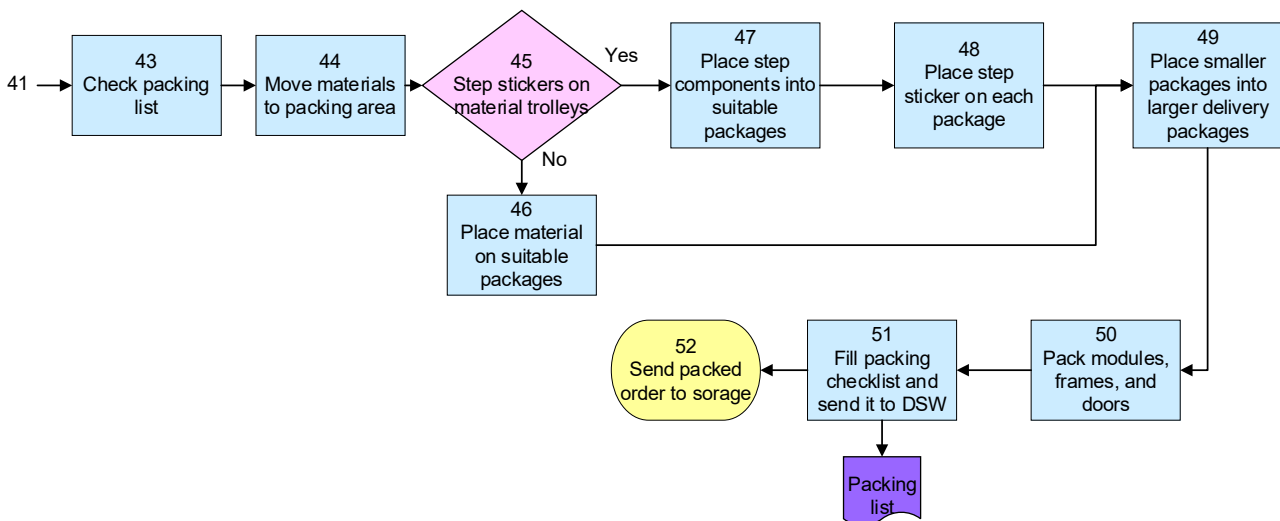 41
43
Check packing
list
44
Move materials
to packing area
45
Step stickers on
material trolleys
Yes
No
46
Place material
on suitable
packages
47
Place step
components into
suitable
packages
48
Place step
sticker on each
package
49
Place smaller
packages into
larger delivery
packages
50
Pack modules,
frames, and
doors
51
Fill packing
checklist and
send it to DSW
52
Send packed
order to sorage
Packing
list